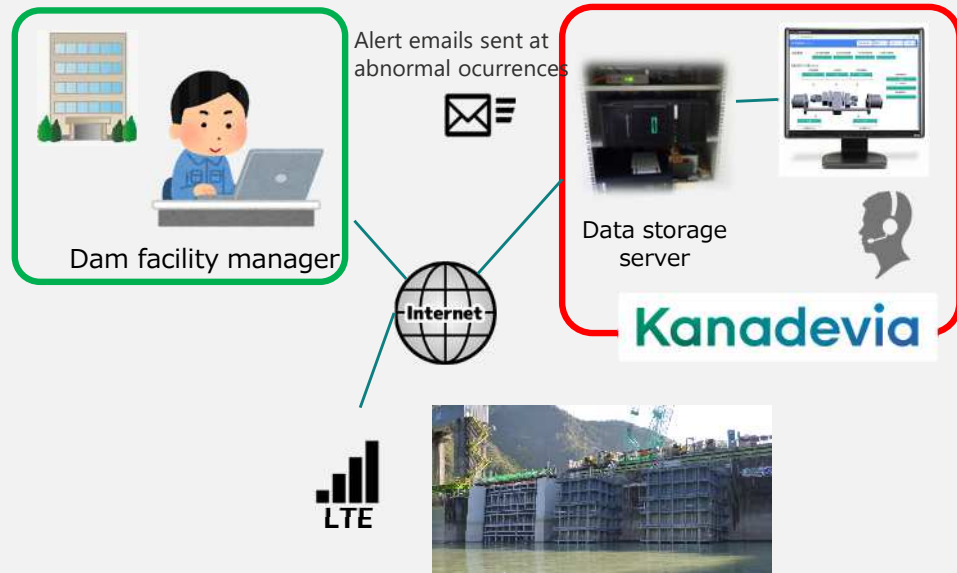 Alert emails sent at
abnormal ocurrences
Dam facility manager
Data storage
server
Internet
Kanadevia
LTE